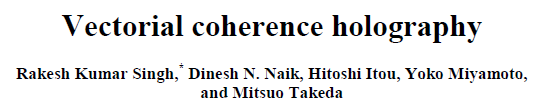 Vectorial coherence holography
Rakesh Kumar Singh,* Dinesh N. Naik, Hitoshi Itou, Yoko Miyamoto,
and Mitsuo Takeda